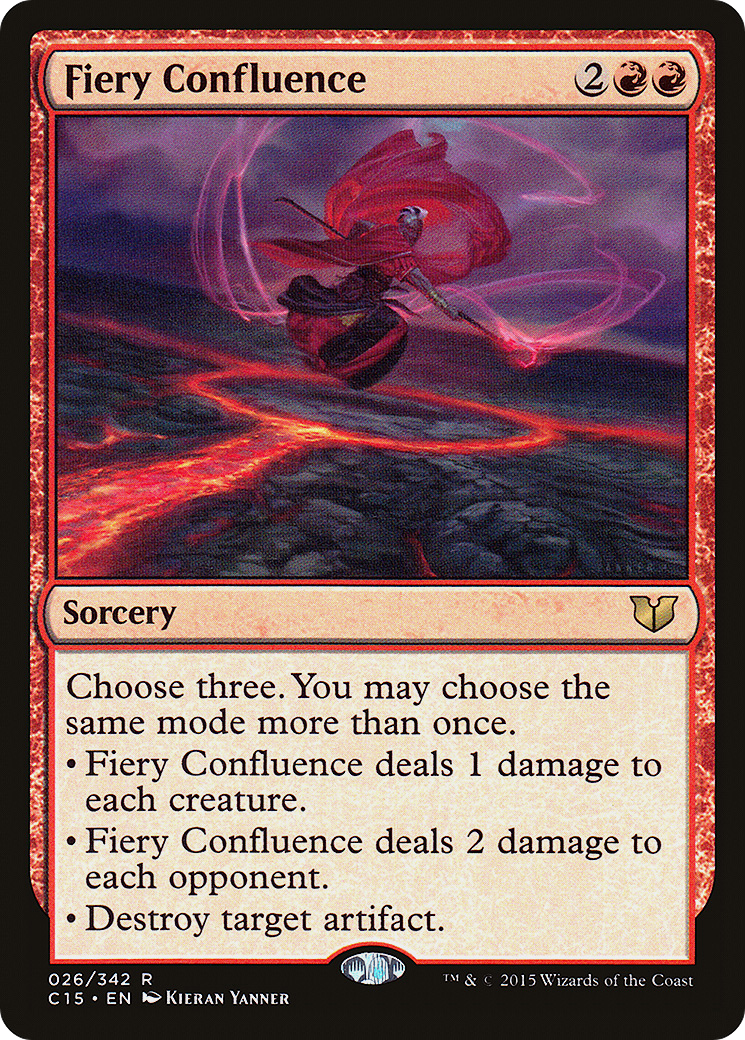 Fiery Confluence 2
Sorcery
Choose three. You may choose the
same mode more than once.
• Fiery Confluence deals 1 damage to
each creature.
• Fiery Confluence deals 2 damage to
each opponent.
• Destroy target artifact.
026/342 R
C15 • EN Kieran Yanner
™ & © 2015 Wizards of the Coast